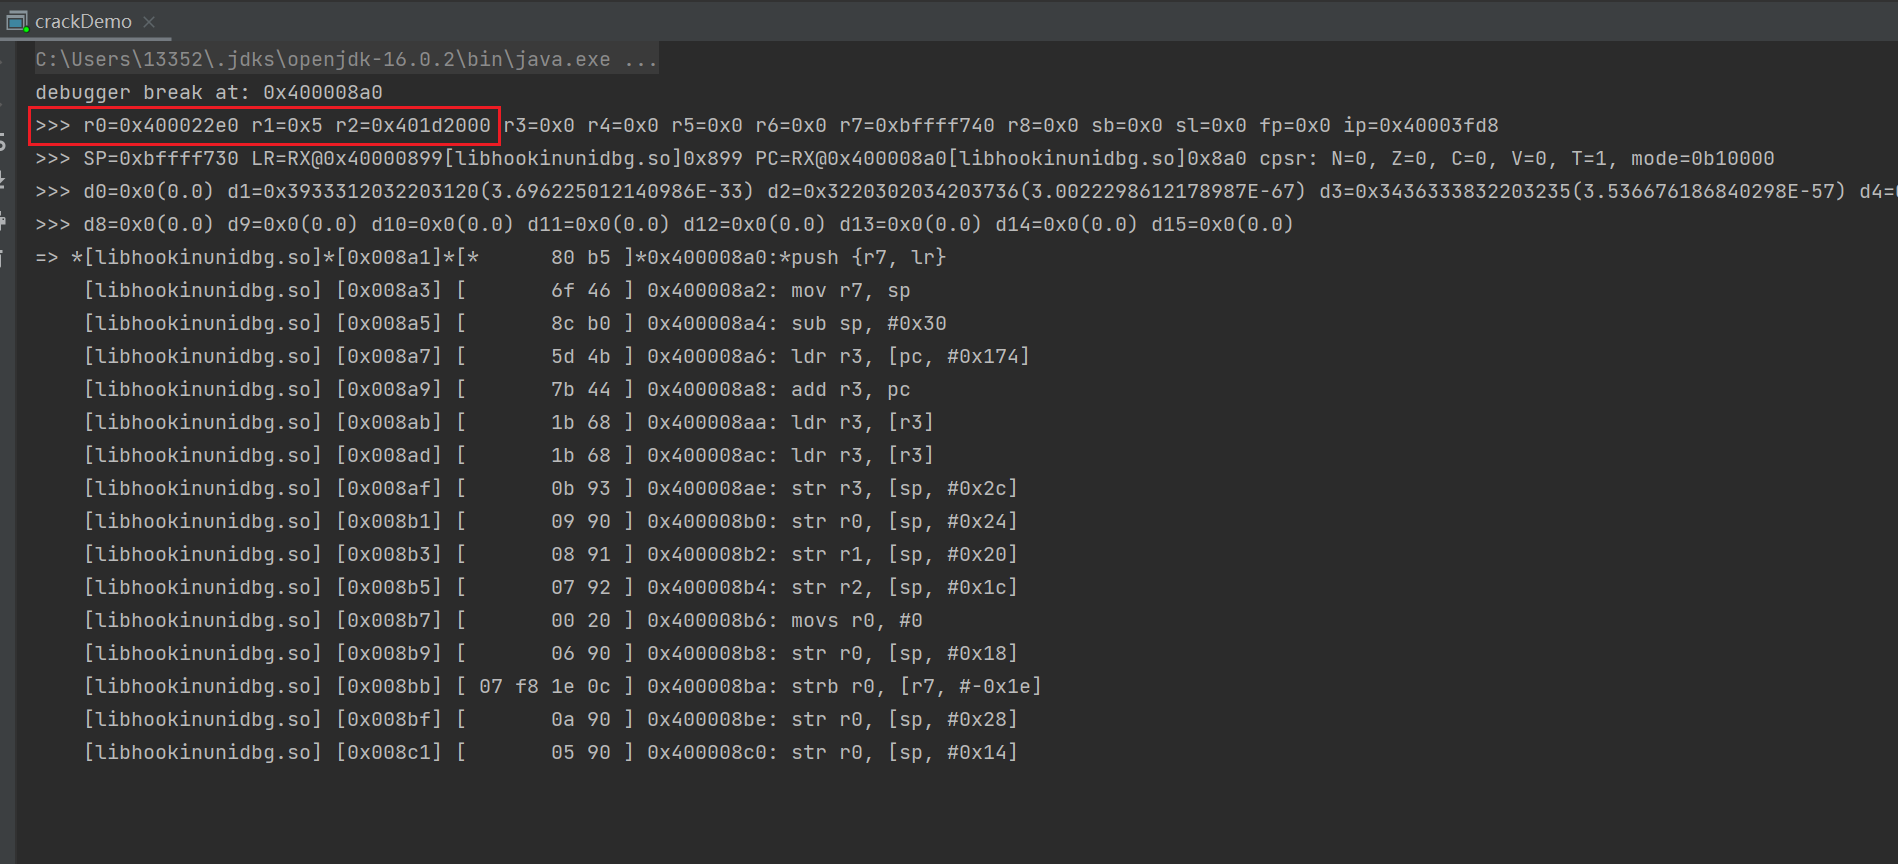 crackDemo
C:\Users\13352\.jdks\openjdk-16.0.2\bin\java.exe ...
debugger break at: 0x400008a0
>>> r0=0x400022e0 r1=0x5 r2=0x401d2000 r3=0x0 r4=0x0 r5=0x0 r6=0x0 r7=0xbffff740 r8=0x0 sb=0x0 sl=0x0 fp=0x0 ip=0x40003fd8
>>> SP=0xbffff730 LR=RX@0x40000899[libhookinunidbg.so]0x899 PC=RX@0x400008a0[libhookinunidbg.so]0x8a0 cpsr: N=0, Z=0, C=0, V=0, T=1, mode=0b10000
>>> d0=0x0(0.0) d1=0x3933312032203120(3.696225012140986E-33) d2=0x3220302034203736(3.0022298612178987E-67) d3=0x3436333832203235(3.536676186840298E-57) d4=
>>> d8=0x0(0.0) d9=0x0(0.0) d10=0x0(0.0) d11=0x0(0.0) d12=0x0(0.0) d13=0x0(0.0) d14=0x0(0.0) d15=0x0(0.0)
=> *[libhookinunidbg.so]*[0x008a1]*[*      80 b5 ]*0x400008a0:*push {r7, lr}
    [libhookinunidbg.so] [0x008a3] [       6f 46 ] 0x400008a2: mov r7, sp
    [libhookinunidbg.so] [0x008a5] [       8c b0 ] 0x400008a4: sub sp, #0x30
    [libhookinunidbg.so] [0x008a7] [       5d 4b ] 0x400008a6: ldr r3, [pc, #0x174]
    [libhookinunidbg.so] [0x008a9] [       7b 44 ] 0x400008a8: add r3, pc
    [libhookinunidbg.so] [0x008ab] [       1b 68 ] 0x400008aa: ldr r3, [r3]
    [libhookinunidbg.so] [0x008ad] [       1b 68 ] 0x400008ac: ldr r3, [r3]
    [libhookinunidbg.so] [0x008af] [       0b 93 ] 0x400008ae: str r3, [sp, #0x2c]
    [libhookinunidbg.so] [0x008b1] [       09 90 ] 0x400008b0: str r0, [sp, #0x24]
    [libhookinunidbg.so] [0x008b3] [       08 91 ] 0x400008b2: str r1, [sp, #0x20]
    [libhookinunidbg.so] [0x008b5] [       07 92 ] 0x400008b4: str r2, [sp, #0x1c]
    [libhookinunidbg.so] [0x008b7] [       00 20 ] 0x400008b6: movs r0, #0
    [libhookinunidbg.so] [0x008b9] [       06 90 ] 0x400008b8: str r0, [sp, #0x18]
    [libhookinunidbg.so] [0x008bb] [ 07 f8 1e 0c ] 0x400008ba: strb r0, [r7, #-0x1e]
    [libhookinunidbg.so] [0x008bf] [       0a 90 ] 0x400008be: str r0, [sp, #0x28]
    [libhookinunidbg.so] [0x008c1] [       05 90 ] 0x400008c0: str r0, [sp, #0x14]